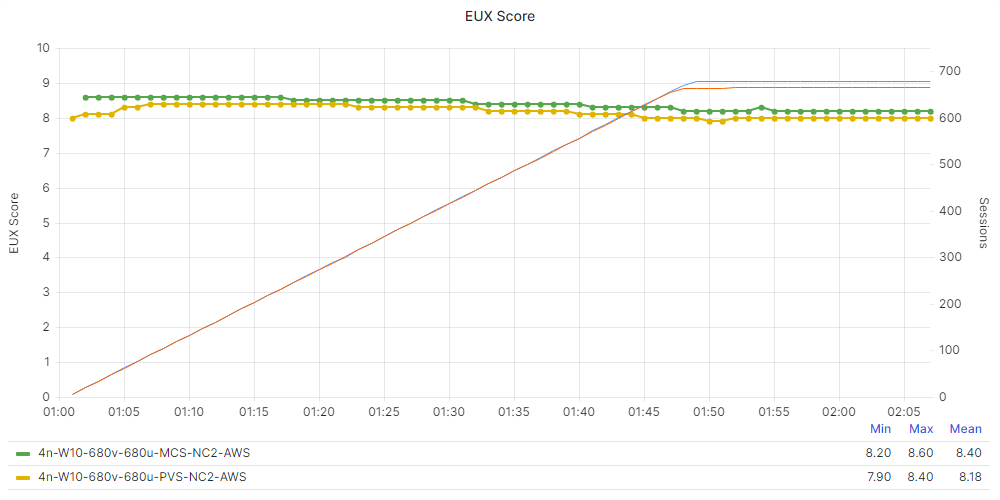 EUX Score
10
9
8
7
6
5
4
3
2
1
0
EUX Score
700
600
500
400
300
200
100
0
Sessions
01:00 01:05 01:10 01:15 01:20 01:25 01:30 01:35 01:40 01:45 01:50 01:55 02:00 02:05
Min Max Mean
4n-W10-680v-680u-MCS-NC2-AWS 8.20 8.60 8.40
4n-W10-680v-680u-PVS-NC2-AWS 7.90 8.40 8.18